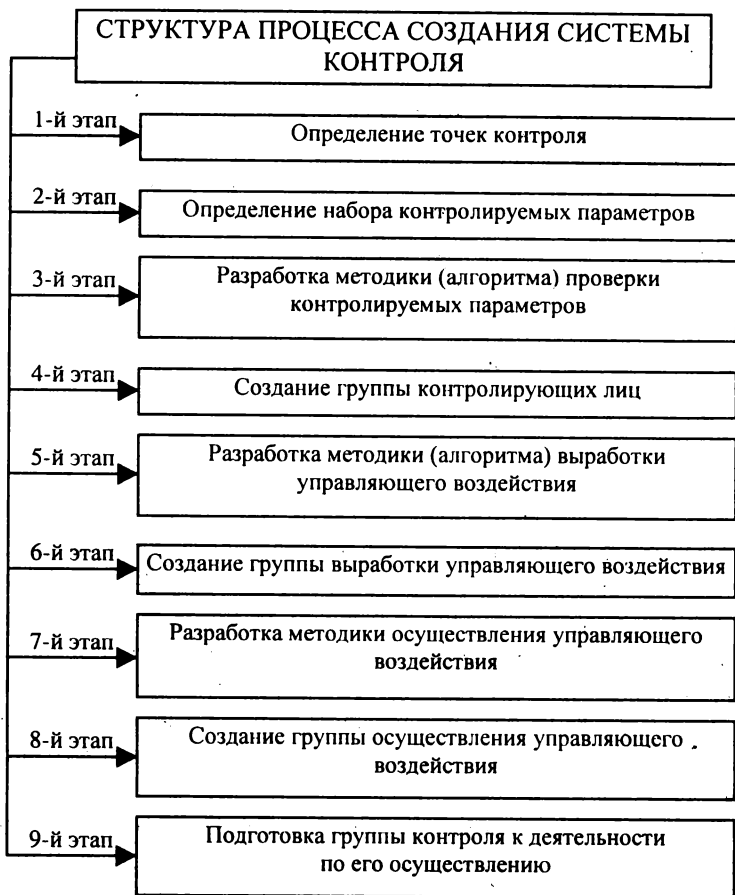 СТРУКТУРА ПРОЦЕССА СОЗДАНИЯ СИСТЕМЫ
КОНТРОЛЯ
1-й этап
Определение точек контроля
2-й этап
Определение набора контролируемых параметров
3-й этап
Разработка методики (алгоритма) проверки
контролируемых параметров
4-й этап
Создание группы контролирующих лиц
5-й этап
Разработка методики (алгоритма) выработки
управляющего воздействия
6-й этап
Создание группы выработки управляющего воздействия
7-й этап
Разработка методики осуществления управляющего
воздействия
8-й этап
Создание группы осуществления управляющего
воздействия
9-й этап
Подготовка группы контроля к деятельности
по его осуществлению